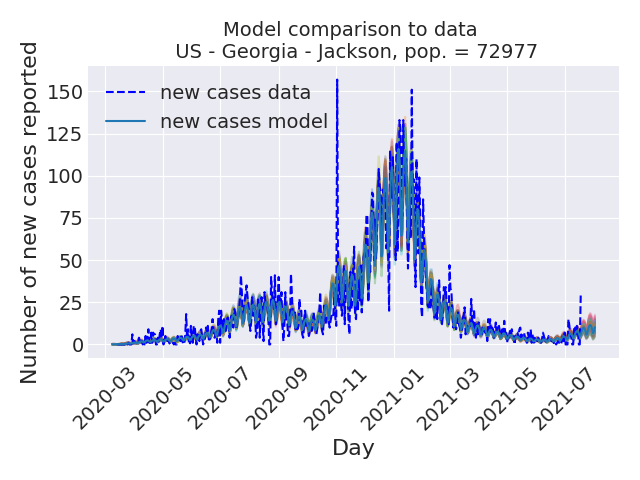 Model comparison to data
US - Georgia - Jackson, pop. = 72977
Number of new cases reported
150
125
100
75
50
25
0
new cases data
new cases model
2020-03
2020-05
2020-07
2020-09
2020-11
2021-01
2021-03
2021-05
2021-07
Day